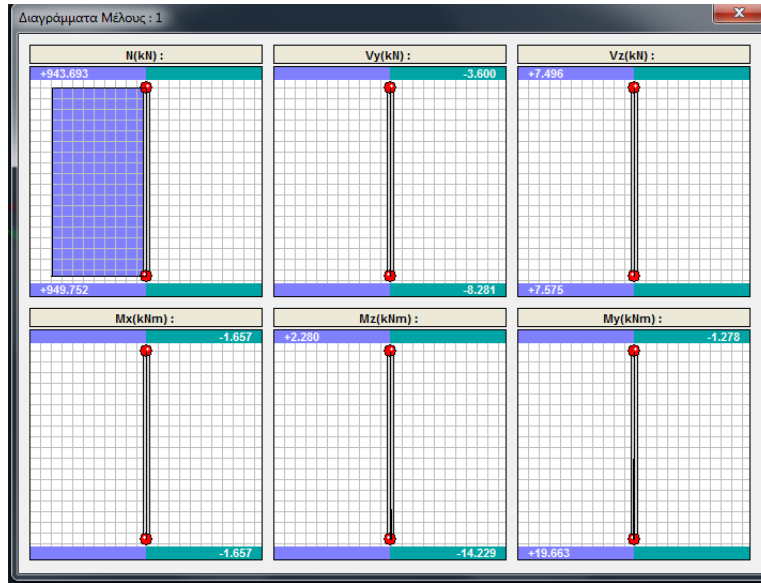 Διαγράμματα Μέλους : 1
N(kN) :
+943.693
+949.752
Vy(kN) :
-3.600
-8.281
Vz(kN) :
+7.496
+7.575
Mx(kNm) :
-1.657
-1.657
Mz(kNm) :
+2.280
-14.229
My(kNm) :
-1.278
+19.663